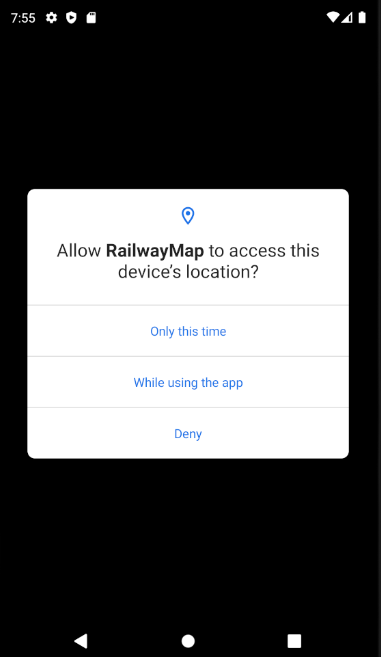 7:55
Allow RailwayMap to access this
device’s location?
Only this time
While using the app
Deny